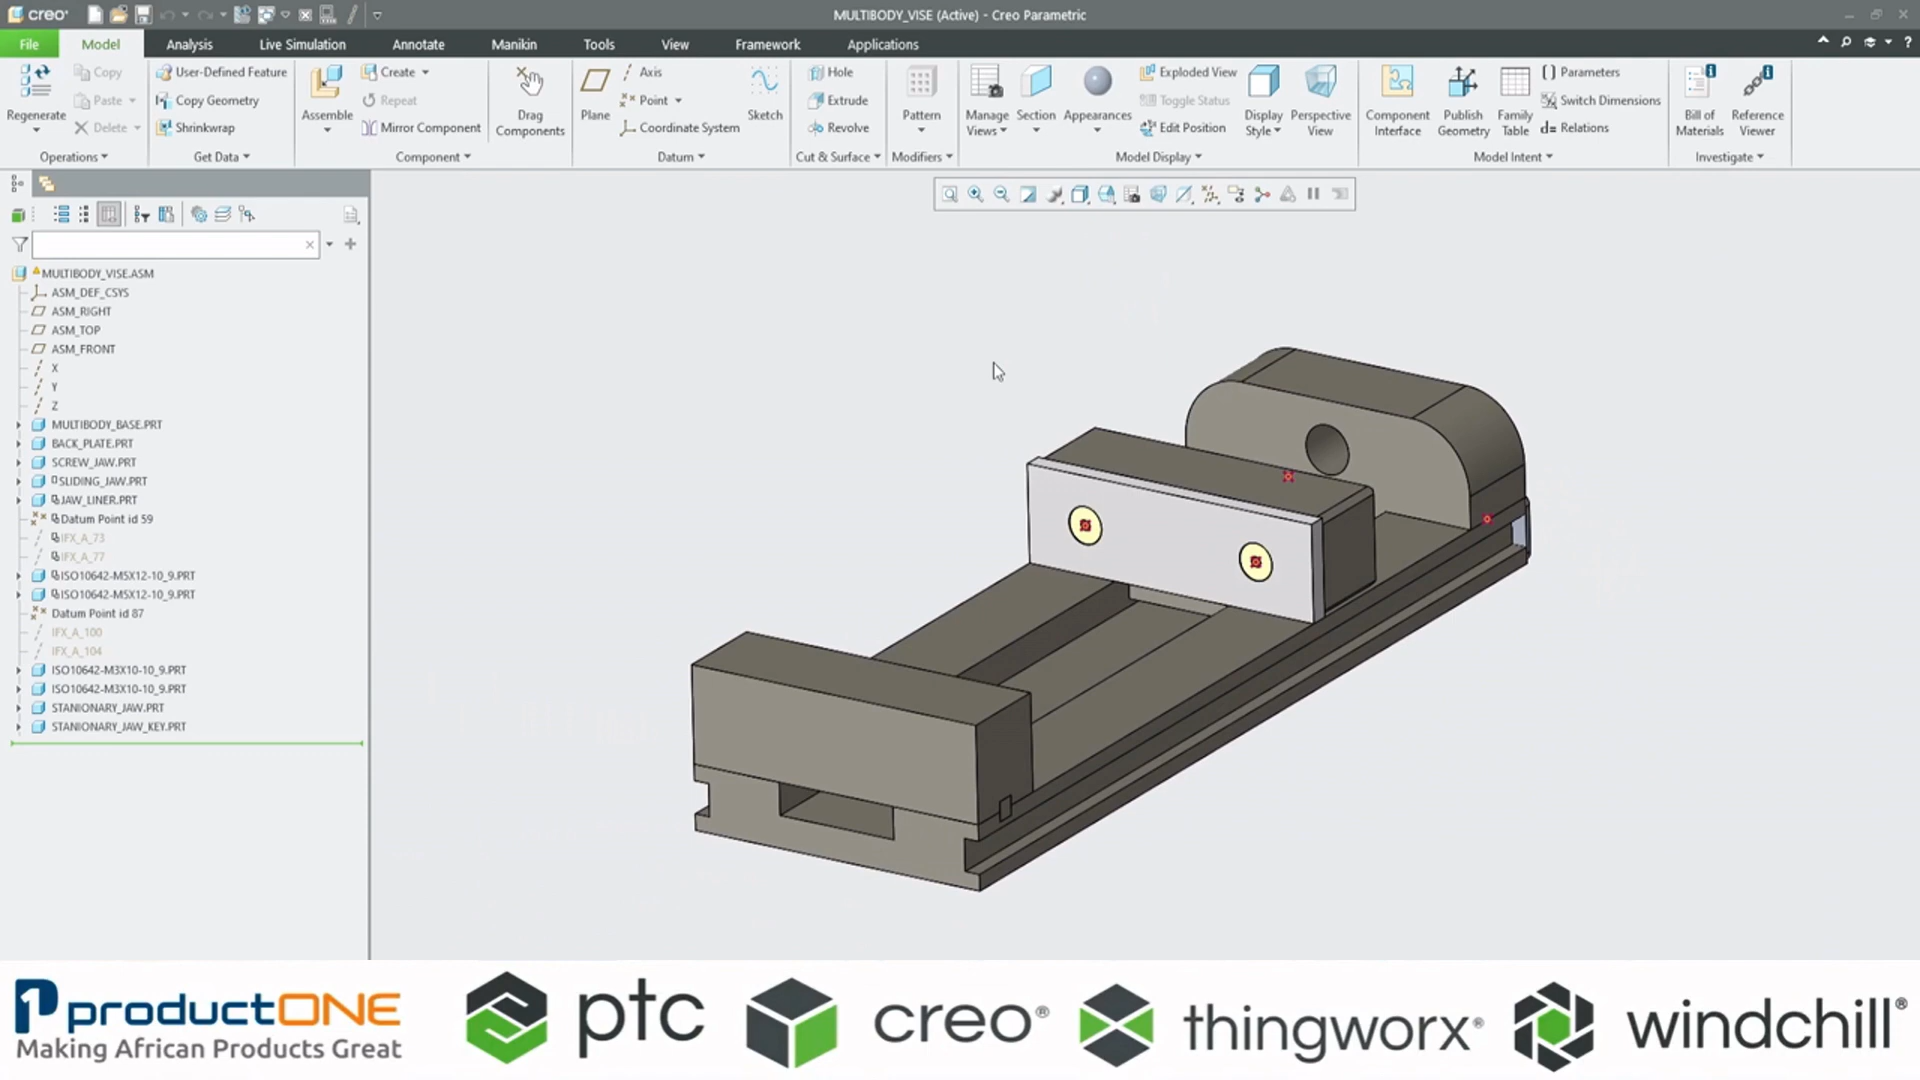 creo®
MULTIBODY_VISE (Active) - Creo Parametric
File Model Analysis Live Simulation Annotate Manikin Tools View Framework Applications
Regenerate
Copy
Paste
Delete
Operations
User-Defined Feature
Copy Geometry
Shrinkwrap
Get Data
Assemble
Create
Repeat
Mirror Component
Component
Drag
Components
Plane
Axis
Point
Coordinate System
Sketch
Datum
Hole
Extrude
Revolve
Cut & Surface
Pattern
Modifiers
Manage
Views
Section
Appearances
Exploded View
Toggle Status
Edit Position
Display
Style
Perspective
View
Model Display
Component
Interface
Publish
Geometry
Family
Table
Parameters
Switch Dimensions
d= Relations
Model Intent
Bill of
Materials
Reference
Viewer
Investigate
MULTIBODY_VISE.ASM
ASM_DEF_CSYS
ASM_RIGHT
ASM_TOP
ASM_FRONT
X
Y
Z
MULTIBODY_BASE.PRT
BACK_PLATE.PRT
SCREW_JAW.PRT
SLIDING_JAW.PRT
JAW_LINER.PRT
Datum Point id 59
IFX_A_73
IFX_A_77
ISO10642-M5X12-10_9.PRT
ISO10642-M5X12-10_9.PRT
Datum Point id 87
IFX_A_100
IFX_A_104
ISO10642-M3X10-10_9.PRT
ISO10642-M3X10-10_9.PRT
STANIONARY_JAW.PRT
STANIONARY_JAW_KEY.PRT
productONE
Making African Products Great
ptc
creo®
thingworx®
windchill®